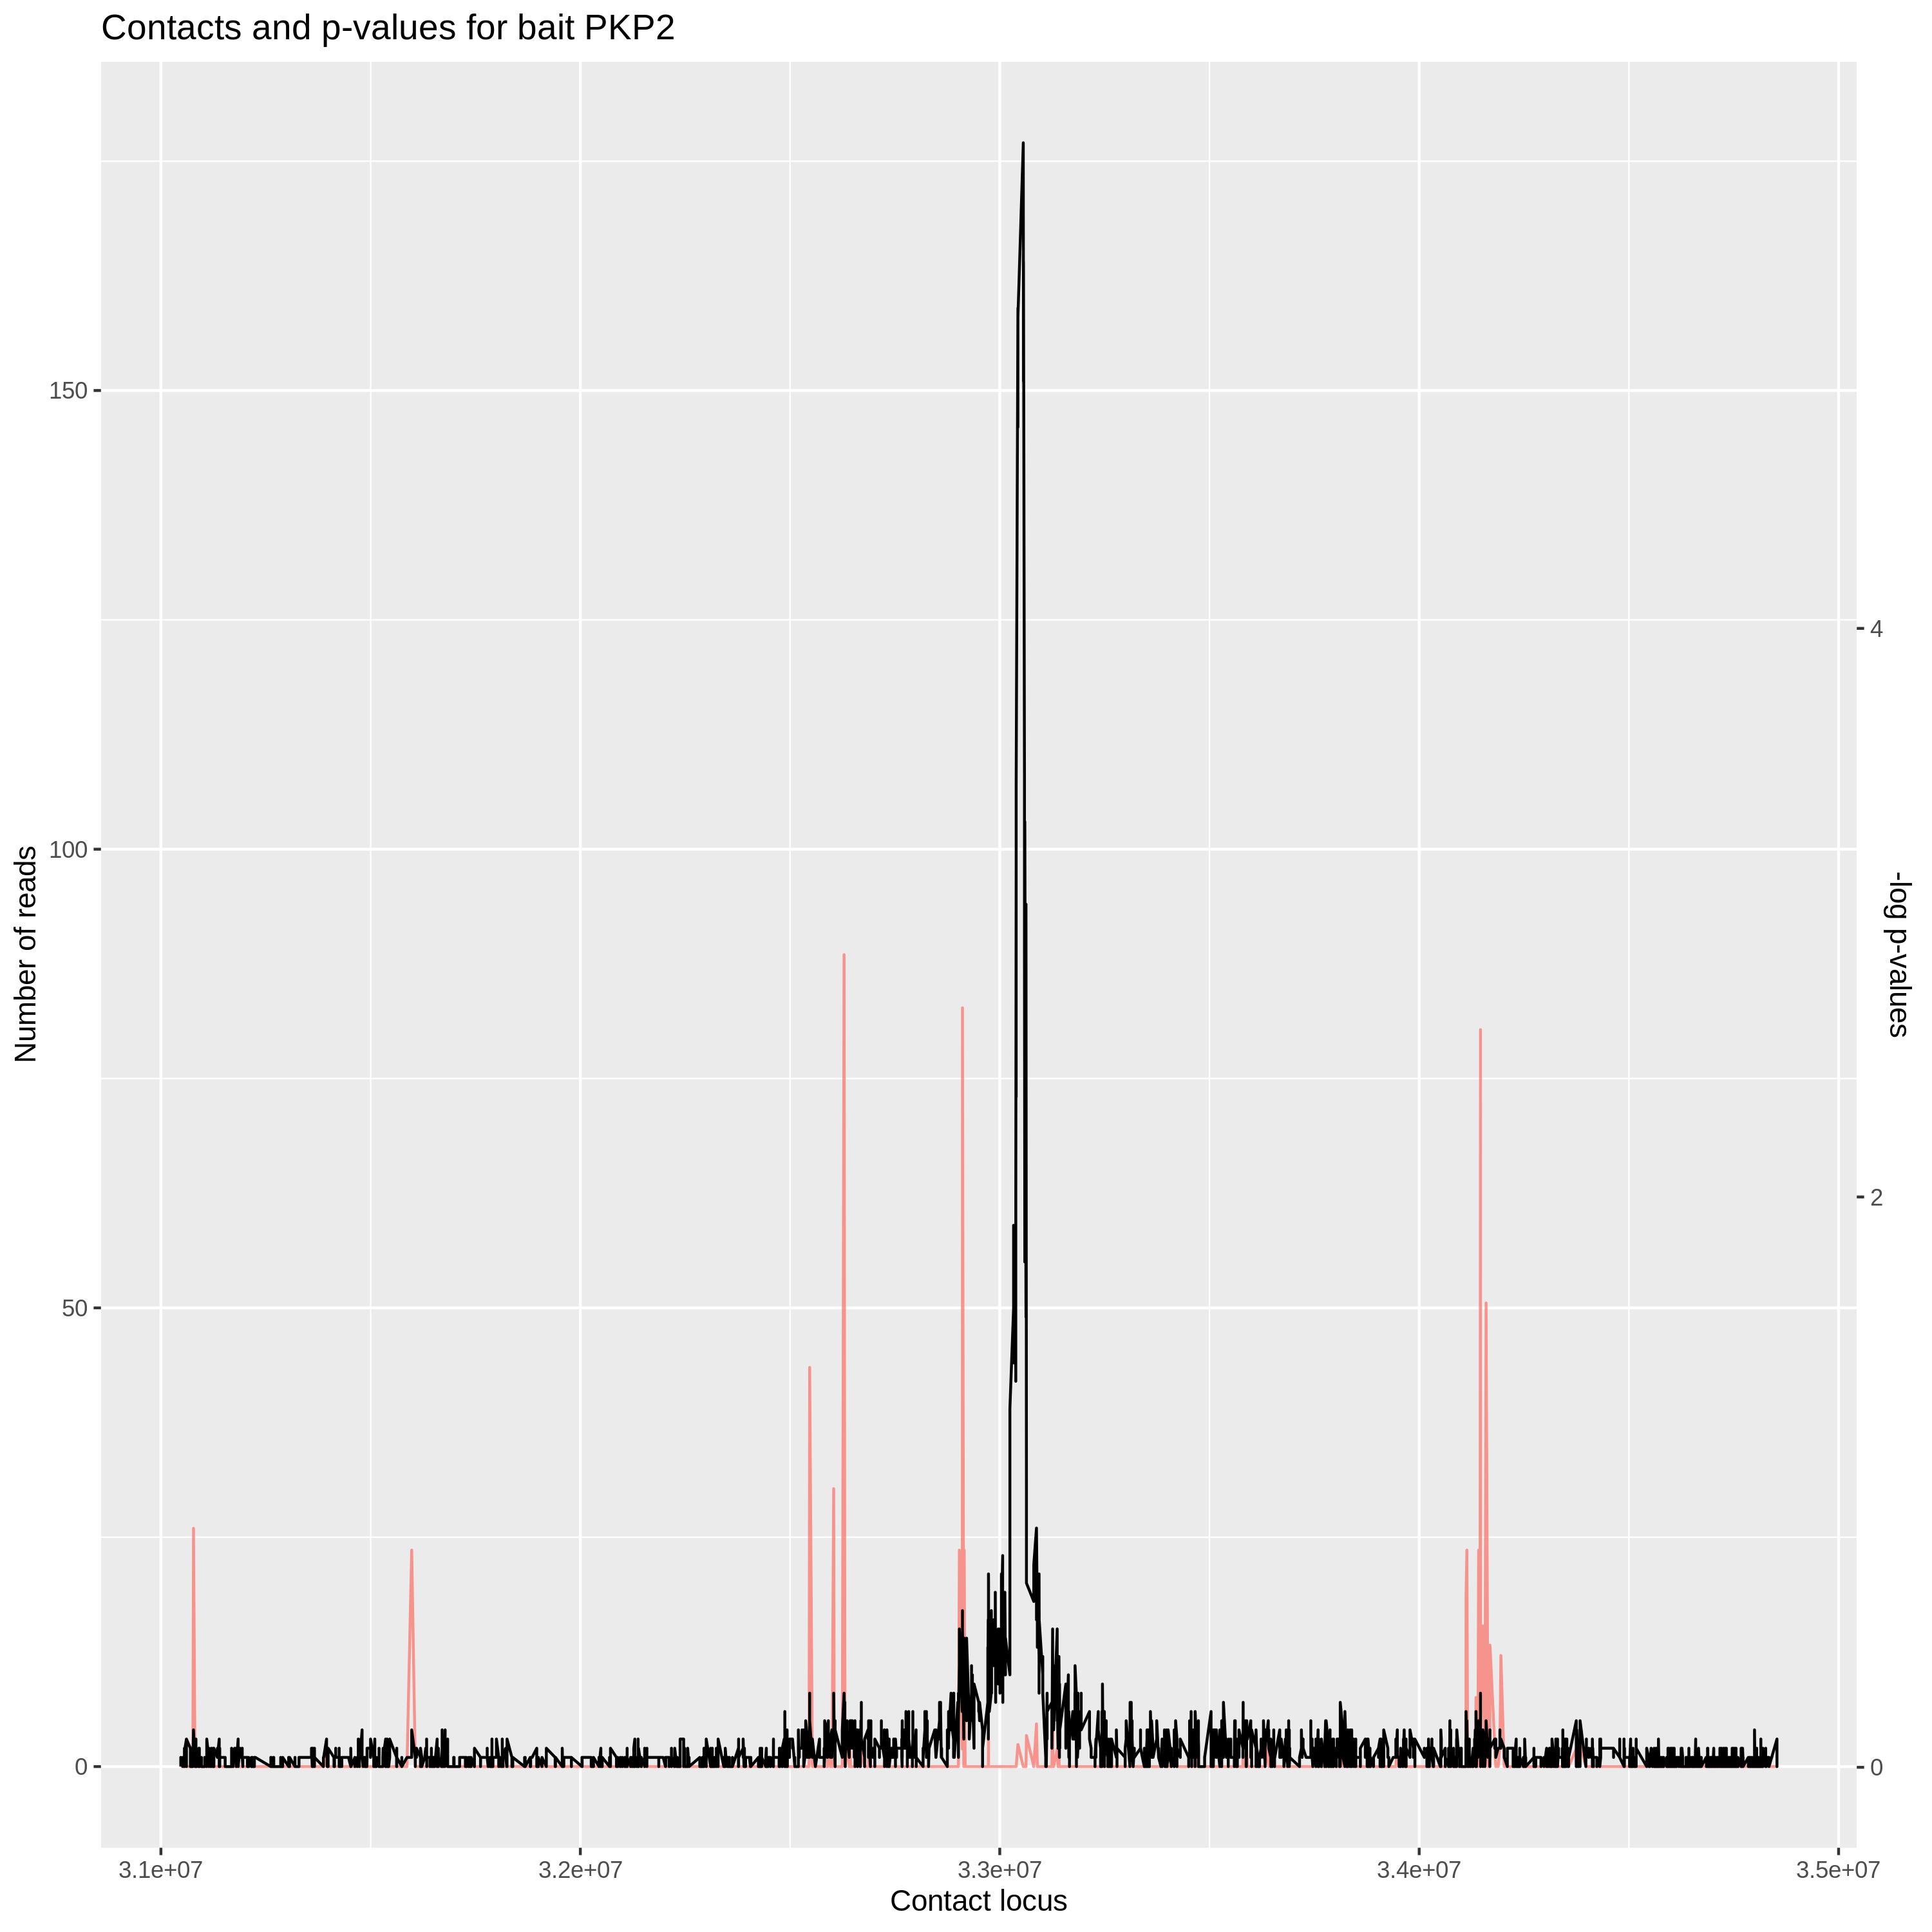 Contacts and p-values for bait PKP2
Number of reads
150
100
50
0
4
2
0
-log p-values
3.1e+07
3.2e+07
3.3e+07
3.4e+07
3.5e+07
Contact locus